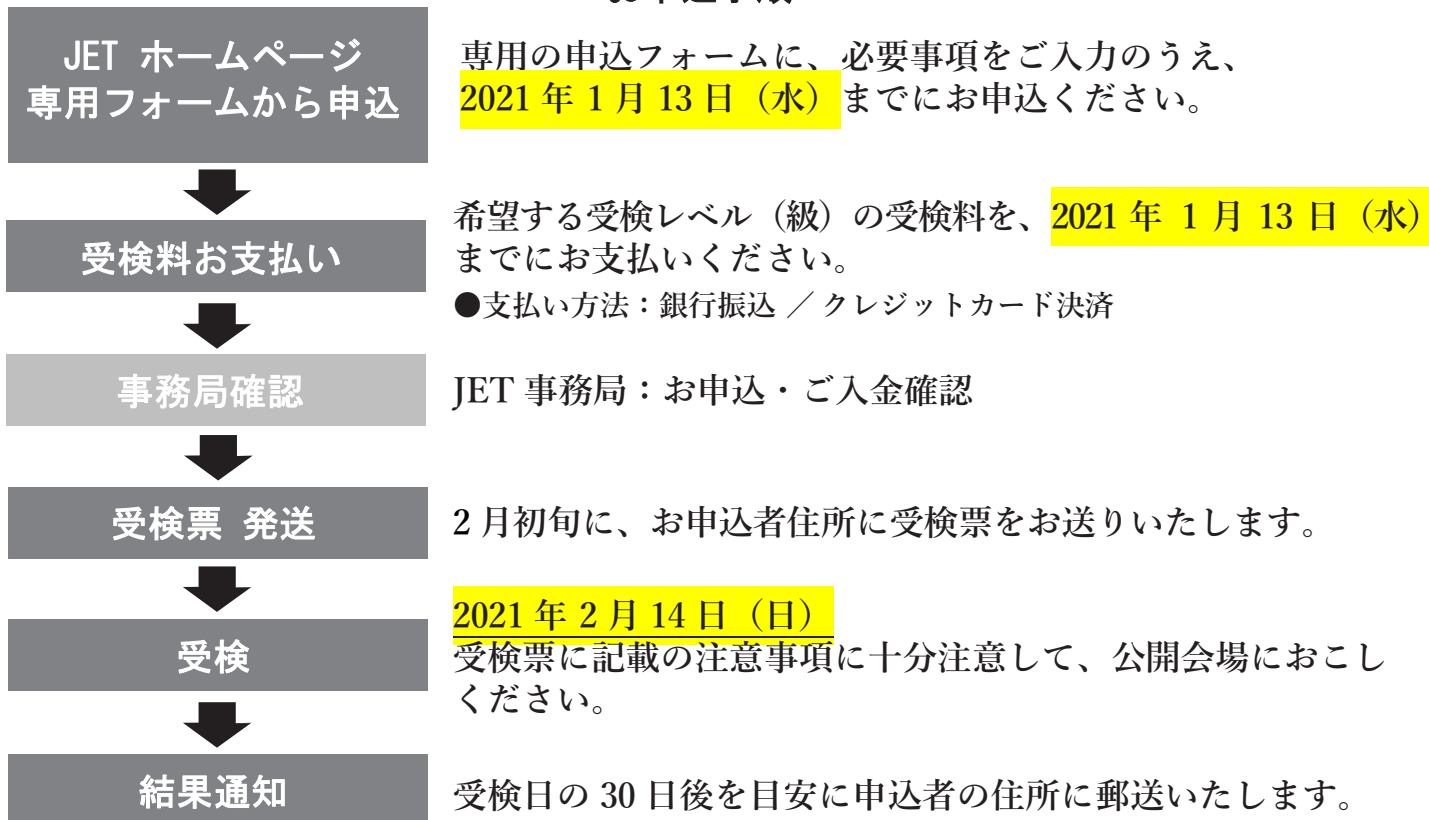 JET ホームページ
専用フォームから申込
専用の申込フォームに、必要事項をご入力のうえ、
2021 年 1 月 13 日（水）までにお申込ください。
受検料お支払い
希望する受検レベル（級）の受検料を、2021 年 1 月 13 日（水）
までにお支払いください。
●支払い方法：銀行振込 ／ クレジットカード決済
事務局確認
JET 事務局：お申込・ご入金確認
受検票 発送
2 月初旬に、お申込者住所に受検票をお送りいたします。
受検
2021 年 2 月 14 日（日）
受検票に記載の注意事項に十分注意して、公開会場におこし
ください。
結果通知
受検日の 30 日後を目安に申込者の住所に郵送いたします。